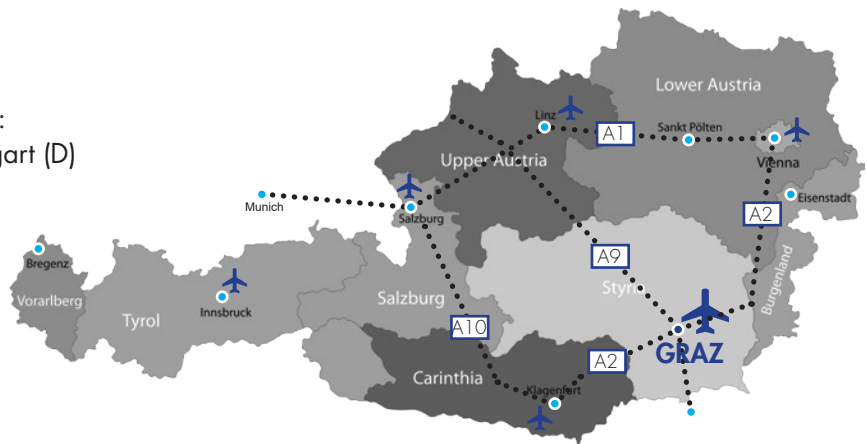 :
gart (D)
Lower Austria
Linz
A1
Sankt Pölten
Vienna
Upper Austria
Munich
Salzburg
Eisenstadt
A2
Bregenz
A9
Burgenland
Vorarlberg
Tyrol
Innsbruck
Salzburg
Styria
A10
GRAZ
A2
Carinthia
Klagenfurt